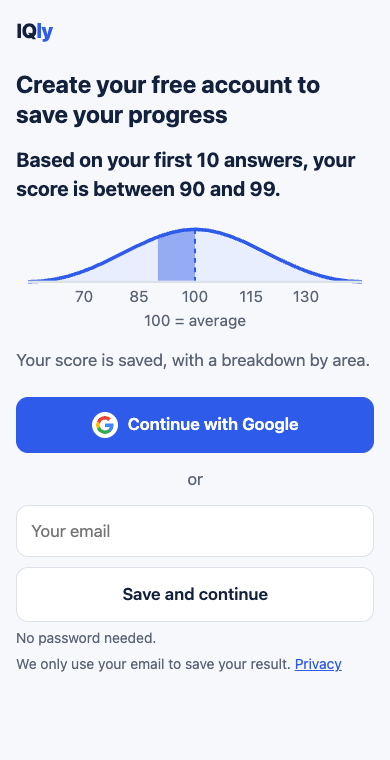 IQly
Create your free account to
save your progress
Based on your first 10 answers, your
score is between 90 and 99.
70 85 100 115 130
100 = average
Your score is saved, with a breakdown by area.
Continue with Google
or
Your email
Save and continue
No password needed.
We only use your email to save your result. Privacy